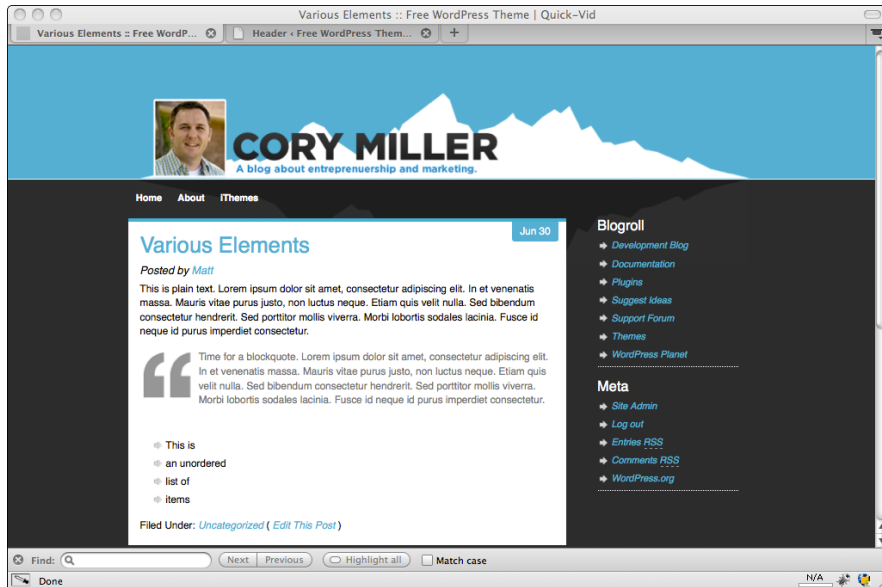 Various Elements :: Free WordPress Theme | Quick-Vid
Various Elements :: Free WordP...
Header ‹ Free WordPress Them...
CORY MILLER
A blog about entreprenuership and marketing.
Home About iThemes
Jun 30
Various Elements
Posted by Matt
This is plain text. Lorem ipsum dolor sit amet, consectetur adipiscing elit. In et venenatis
massa. Mauris vitae purus justo, non luctus neque. Etiam quis velit nulla. Sed bibendum
consectetur hendrerit. Sed porttitor mollis viverra. Morbi lobortis sodales lacinia. Fusce id
neque id purus imperdiet consectetur.
Time for a blockquote. Lorem ipsum dolor sit amet, consectetur adipiscing elit.
In et venenatis massa. Mauris vitae purus justo, non luctus neque. Etiam quis
velit nulla. Sed bibendum consectetur hendrerit. Sed porttitor mollis viverra.
Morbi lobortis sodales lacinia. Fusce id neque id purus imperdiet consectetur.
This is
an unordered
list of
items
Filed Under: Uncategorized ( Edit This Post )
Blogroll
Development Blog
Documentation
Plugins
Suggest Ideas
Support Forum
Themes
WordPress Planet
Meta
Site Admin
Log out
Entries RSS
Comments RSS
WordPress.org
Find: Next Previous Highlight all Match case
Done
N/A